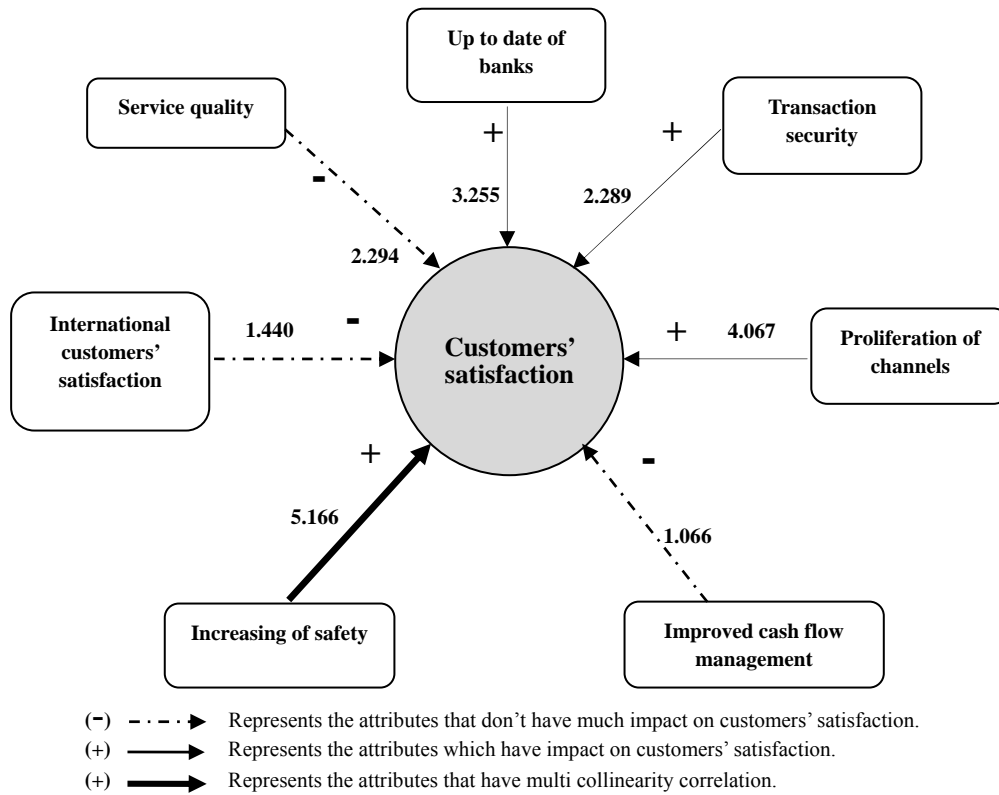 Up to date of
banks
Service quality
Transaction
security
+
+
-
3.255
2.289
2.294
International
customers'
satisfaction
1.440
-
Customers'
satisfaction
+
4.067
Proliferation of
channels
+
-
5.166
1.066
Increasing of safety
Improved cash flow
management
(-) Represents the attributes that don't have much impact on customers' satisfaction.
(+) Represents the attributes which have impact on customers' satisfaction.
(+) Represents the attributes that have multi collinearity correlation.